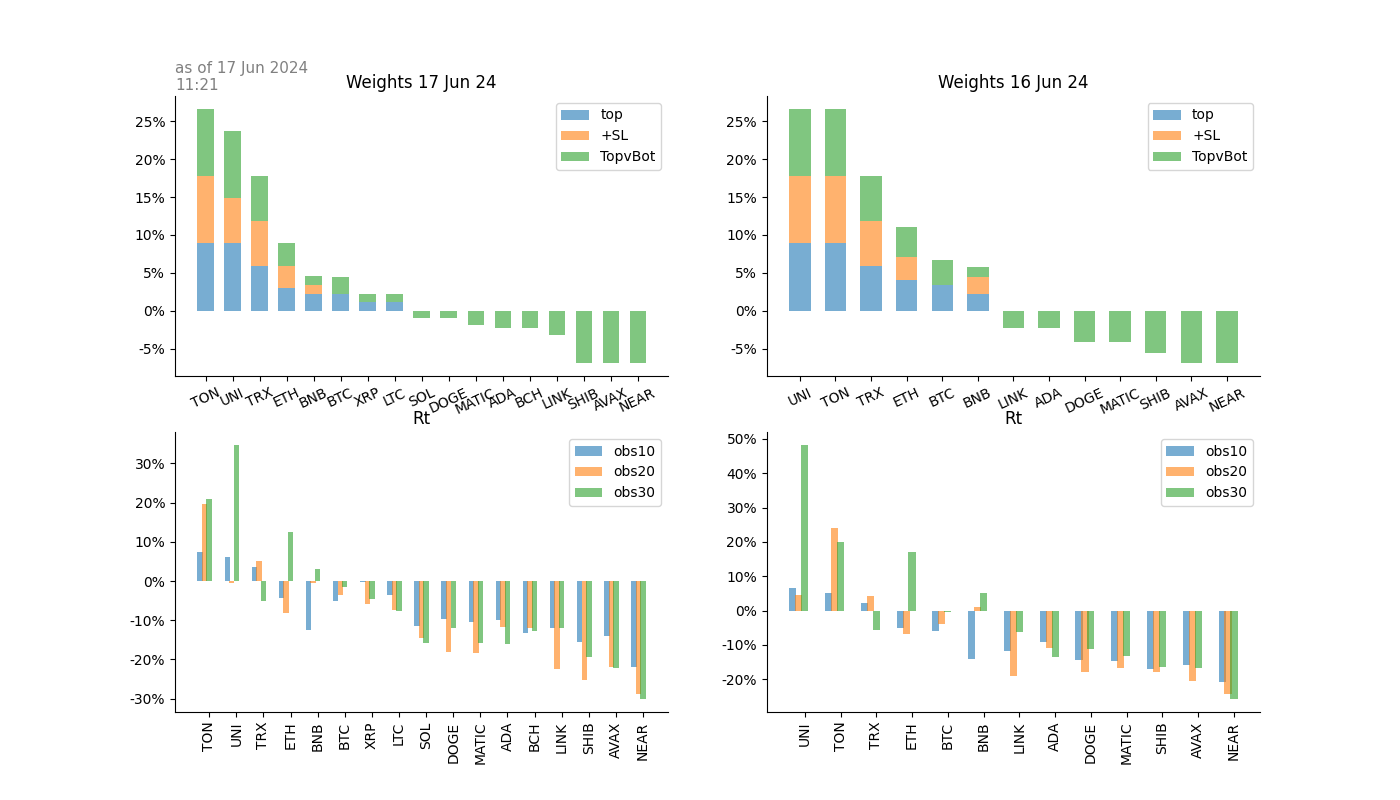 as of 17 Jun 2024
11:21
Weights 17 Jun 24
25%
20%
15%
10%
5%
0%
-5%
top
+SL
TopvBot
TON UNI TRX ETH BNB BTC XRP LTC SOL DOGE MATIC ADA BCH LINK SHIB AVAX NEAR
Weights 16 Jun 24
25%
20%
15%
10%
5%
0%
-5%
top
+SL
TopvBot
UNI TON TRX ETH BTC BNB LINK ADA DOGE MATIC SHIB AVAX NEAR
Rt
30%
20%
10%
0%
-10%
-20%
-30%
obs10
obs20
obs30
TON UNI TRX ETH BNB BTC XRP LTC SOL DOGE MATIC ADA BCH LINK SHIB AVAX NEAR
Rt
50%
40%
30%
20%
10%
0%
-10%
-20%
obs10
obs20
obs30
UNI TON TRX ETH BTC BNB LINK ADA DOGE MATIC SHIB AVAX NEAR